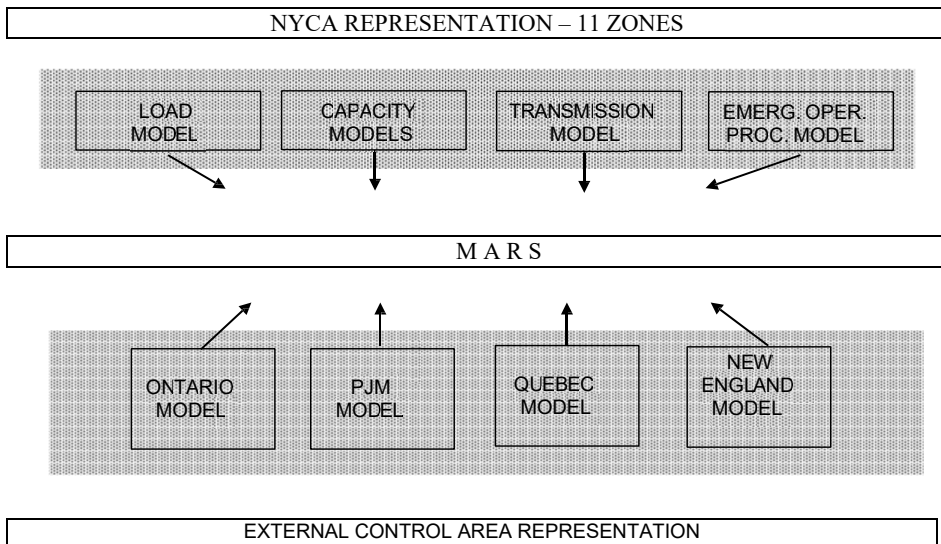 NYCA REPRESENTATION – 11 ZONES
LOAD
MODEL
CAPACITY
MODELS
TRANSMISSION
MODEL
EMERG. OPER.
PROC. MODEL
M A R S
ONTARIO
MODEL
PJM
MODEL
QUEBEC
MODEL
NEW
ENGLAND
MODEL
EXTERNAL CONTROL AREA REPRESENTATION